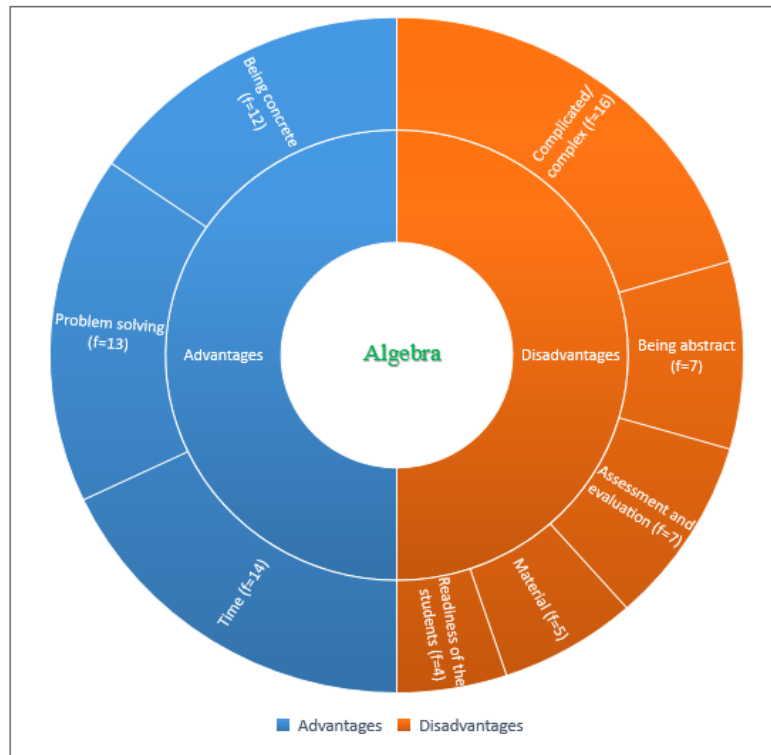 Being concrete
(f=12)
Complicated/
complex (f=16)
Problem solving
(f=13)
Advantages
Algebra
Disadvantages
Being abstract
(f=7)
Assessment and
evaluation (f=7)
Time (f=14)
Readiness of the
students (f=4)
Material (f=5)
Advantages
Disadvantages